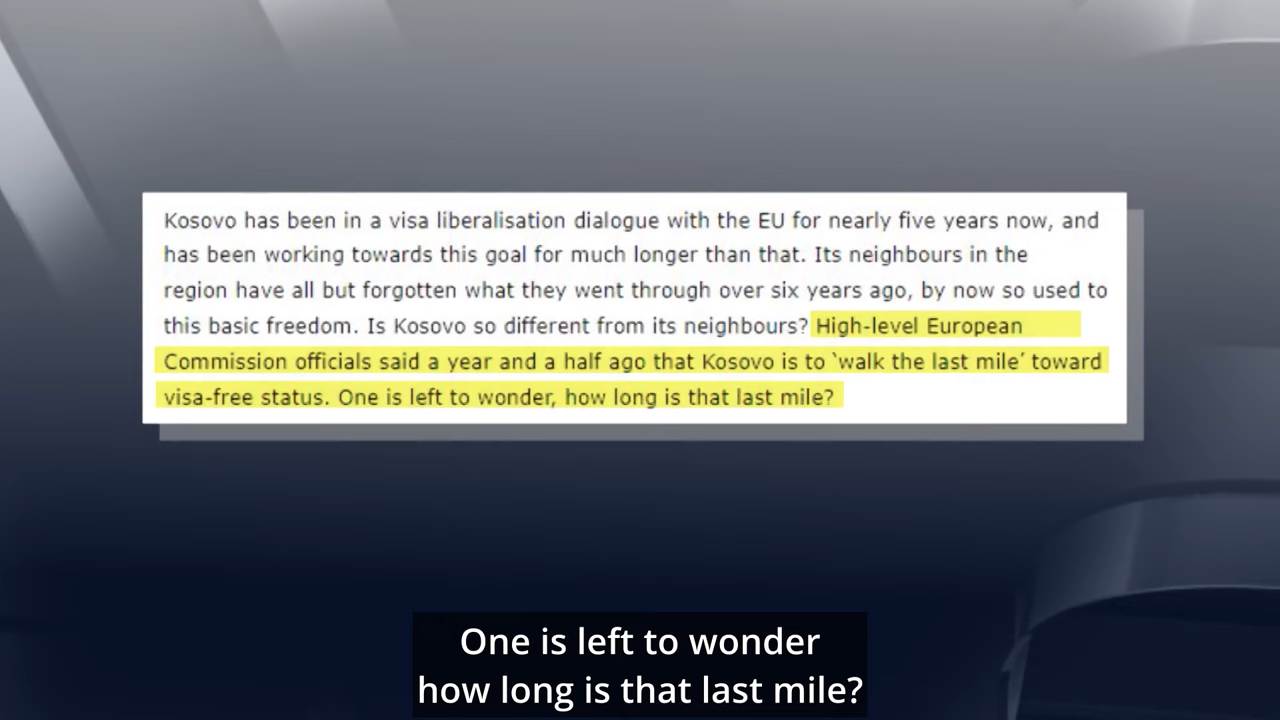 Kosovo has been in a visa liberalisation dialogue with the EU for nearly five years now, and
has been working towards this goal for much longer than that. Its neighbours in the
region have all but forgotten what they went through over six years ago, by now so used to
this basic freedom. Is Kosovo so different from its neighbours? High-level European
Commission officials said a year and a half ago that Kosovo is to ‘walk the last mile’ toward
visa-free status. One is left to wonder, how long is that last mile?
One is left to wonder
how long is that last mile?